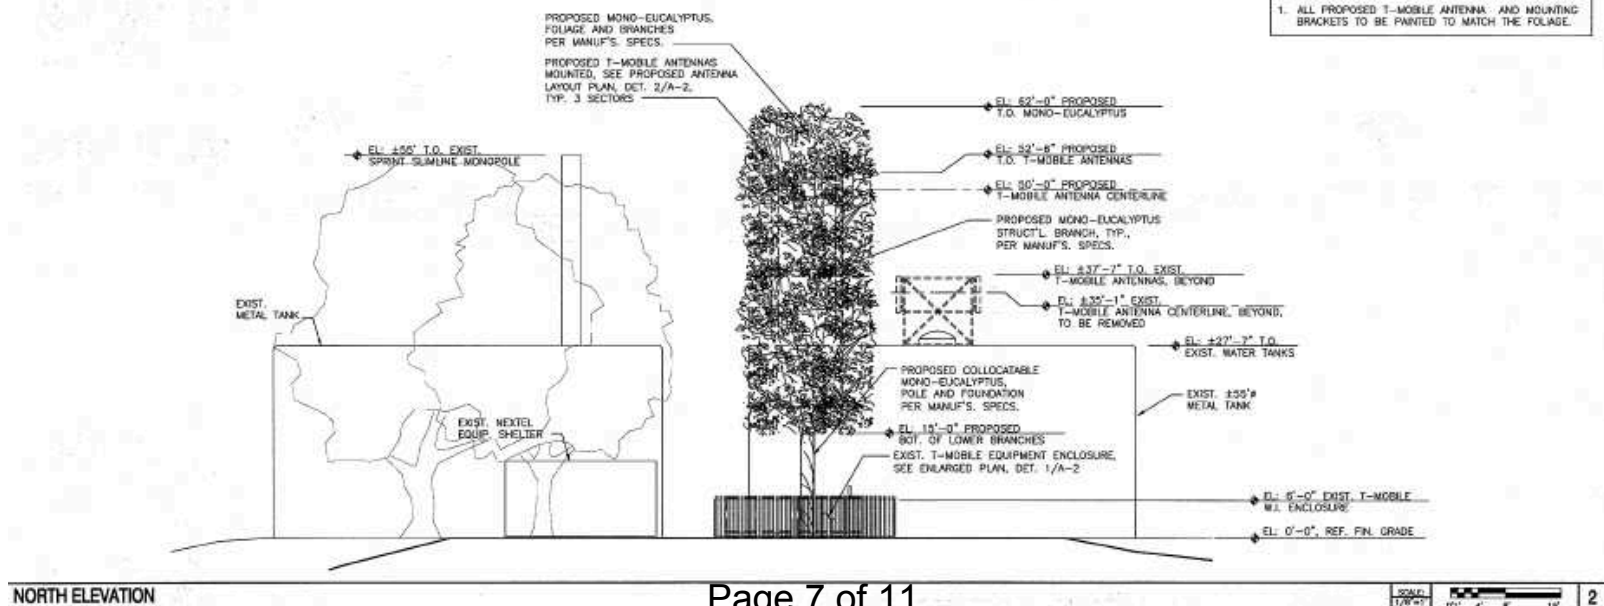 1. ALL PROPOSED T-MOBILE ANTENNA AND MOUNTING
BRACKETS TO BE PAINTED TO MATCH THE FOLIAGE.
PROPOSED MONO-EUCALYPTUS,
FOLIAGE AND BRANCHES
PER MANUF'S. SPECS.
PROPOSED T-MOBILE ANTENNAS
MOUNTED, SEE PROPOSED ANTENNA
LAYOUT PLAN, DET. 2/A-2,
TYP. 3 SECTORS
EL: 62'-0" PROPOSED
T.O. MONO-EUCALYPTUS
EL: ±55' T.O. EXIST.
SPRINT SLIMLINE MONOPOLE
EL: 52'-6" PROPOSED
T.O. T-MOBILE ANTENNAS
EL: 50'-0" PROPOSED
T-MOBILE ANTENNA CENTERLINE
PROPOSED MONO-EUCALYPTUS
STRUCT'L. BRANCH, TYP.,
PER MANUF'S. SPECS.
EL: ±37'-7" T.O. EXIST.
T-MOBILE ANTENNAS, BEYOND
EL: ±35'-1" EXIST.
T-MOBILE ANTENNA CENTERLINE, BEYOND,
TO BE REMOVED
EXIST.
METAL TANK
EL: ±27'-7" T.O.
EXIST. WATER TANKS
PROPOSED COLLOCATABLE
MONO-EUCALYPTUS,
POLE AND FOUNDATION
PER MANUF'S. SPECS.
EXIST. ±55'ø
METAL TANK
EXIST. NEXTEL
EQUIP. SHELTER
EL: 15'-0" PROPOSED
BOT. OF LOWER BRANCHES
EXIST. T-MOBILE EQUIPMENT ENCLOSURE,
SEE ENLARGED PLAN, DET. 1/A-2
EL: 6'-0" EXIST. T-MOBILE
W.I. ENCLOSURE
EL: 0'-0", REF. FIN. GRADE
NORTH ELEVATION
Page 7 of 11
SCALE:
2